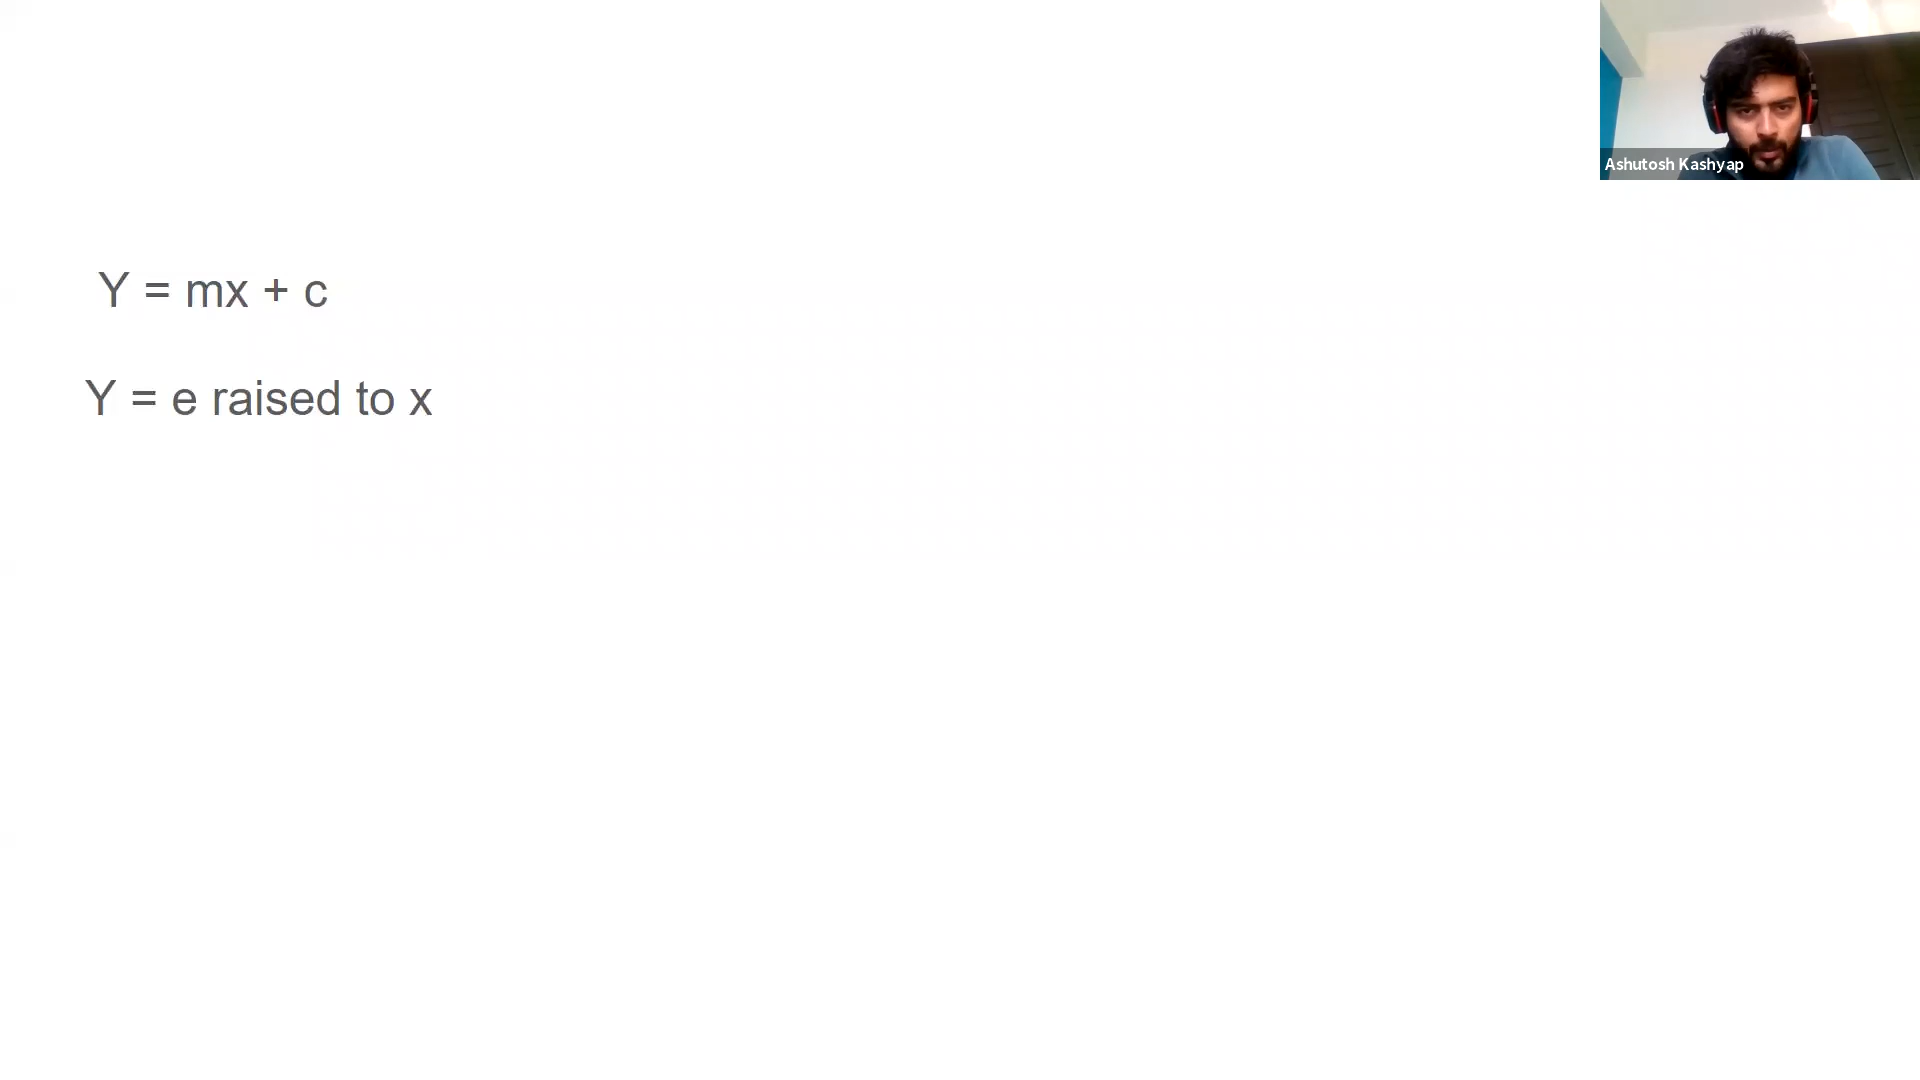 Ashutosh Kashyap
Y = mx + c
Y = e raised to x